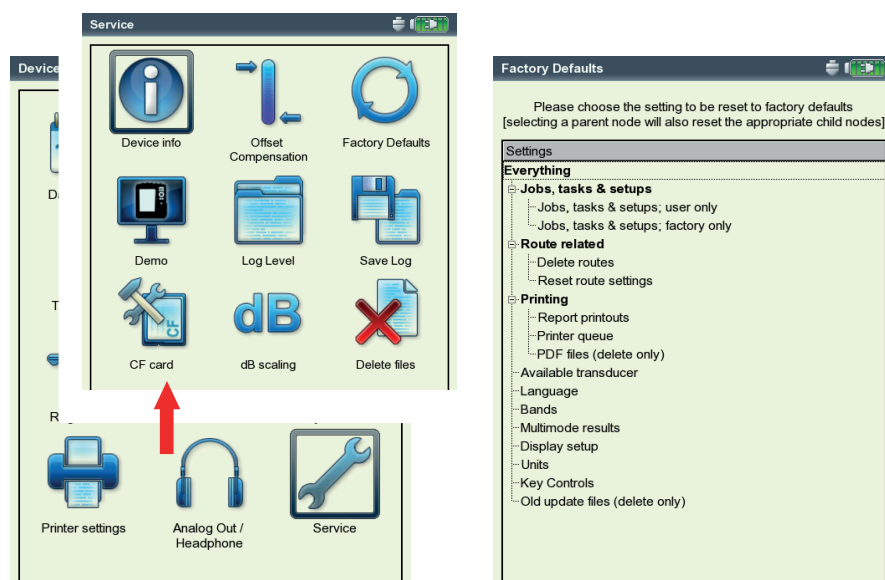 Service
Device info
Offset
Compensation
Factory Defaults
Demo
Log Level
Save Log
CF
CF card
dB
dB scaling
Delete files
Device
Printer settings
Analog Out /
Headphone
Service
Factory Defaults
Please choose the setting to be reset to factory defaults
[selecting a parent node will also reset the appropriate child nodes]
Settings
Everything
Jobs, tasks & setups
Jobs, tasks & setups; user only
Jobs, tasks & setups; factory only
Route related
Delete routes
Reset route settings
Printing
Report printouts
Printer queue
PDF files (delete only)
Available transducer
Language
Bands
Multimode results
Display setup
Units
Key Controls
Old update files (delete only)